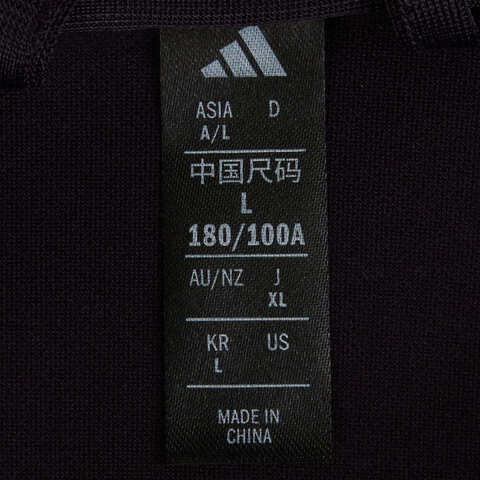 ASIA D
A/L
中国尺码
L
180/100A
AU/NZ J
XL
KR US
L
MADE IN
CHINA